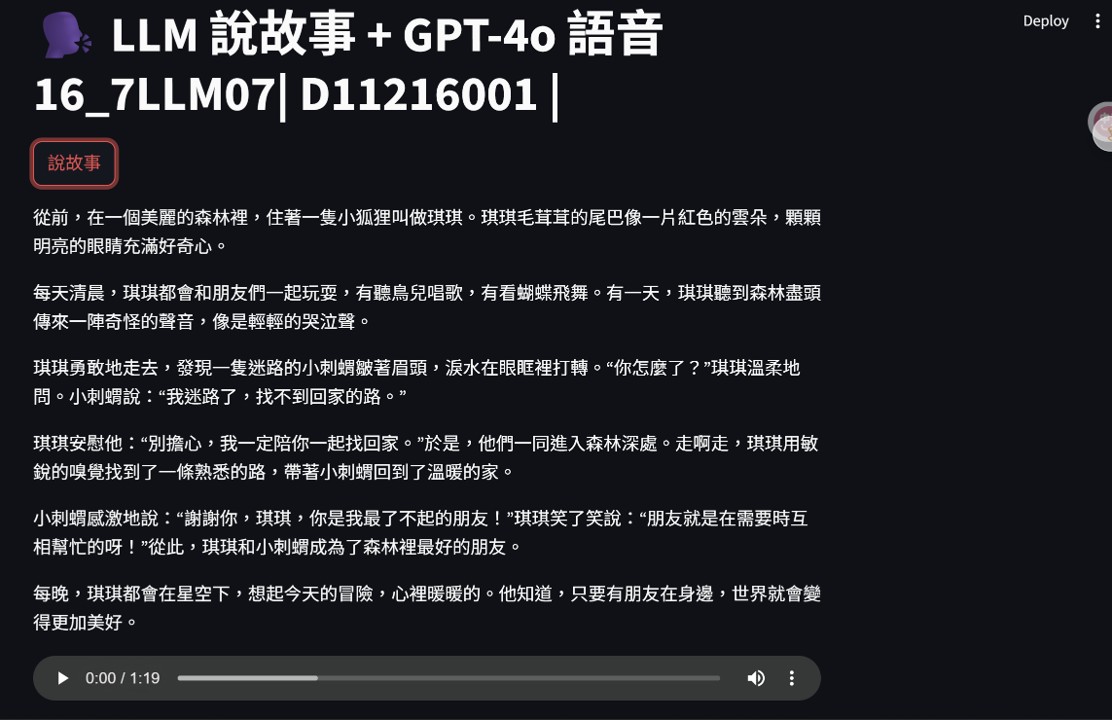 Deploy
LLM 說故事 + GPT-4o 語音
16_7LLM07| D11216001 |
說故事
從前，在一個美麗的森林裡，住著一隻小狐狸叫做琪琪。琪琪毛茸茸的尾巴像一片紅色的雲朵，顆顆
明亮的眼睛充滿好奇心。
每天清晨，琪琪都會和朋友們一起玩耍，有聽鳥兒唱歌，有看蝴蝶飛舞。有一天，琪琪聽到森林盡頭
傳來一陣奇怪的聲音，像是輕輕的哭泣聲。
琪琪勇敢地走去，發現一隻迷路的小刺蝟皺著眉頭，淚水在眼眶裡打轉。“你怎麼了？”琪琪溫柔地
問。小刺蝟說：“我迷路了，找不到回家的路。”
琪琪安慰他：“別擔心，我一定陪你一起找回家。”於是，他們一同進入森林深處。走啊走，琪琪用敏
銳的嗅覺找到了一條熟悉的路，帶著小刺蝟回到了溫暖的家。
小刺蝟感激地說：“謝謝你，琪琪，你是我最了不起的朋友！”琪琪笑了笑說：“朋友就是在需要時互
相幫忙的呀！”從此，琪琪和小刺蝟成為了森林裡最好的朋友。
每晚，琪琪都會在星空下，想起今天的冒險，心裡暖暖的。他知道，只要有朋友在身邊，世界就會變
得更加美好。
0:00 / 1:19